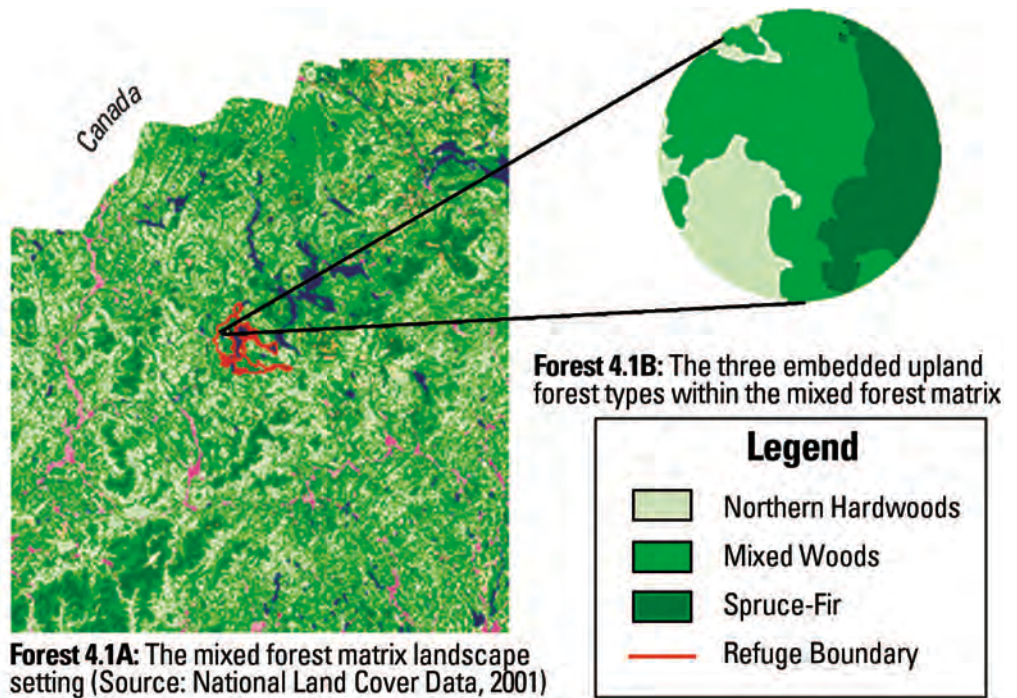 Canada
Forest 4.1B: The three embedded upland
forest types within the mixed forest matrix
Legend
Northern Hardwoods
Mixed Woods
Spruce-Fir
Refuge Boundary
Forest 4.1A: The mixed forest matrix landscape
setting (Source: National Land Cover Data, 2001)